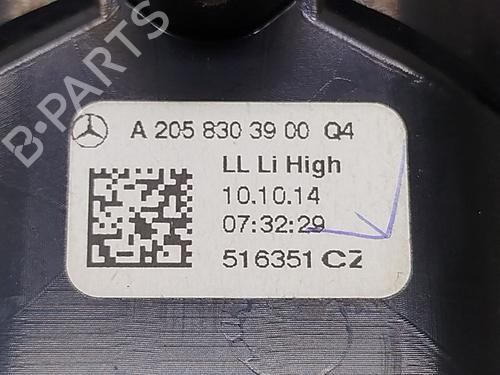 B-PARTS
A 205 830 39 00 Q4
LL Li High
10.10.14
07:32:29
516351 CZ